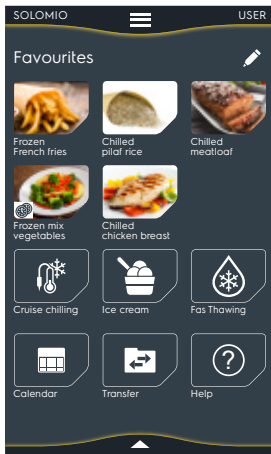 SOLOMIO USER
Favourites
Frozen
French fries
Chilled
pilaf rice
Chilled
meatloaf
Frozen mix
vegetables
Chilled
chicken breast
Cruise chilling
Ice cream
Fas Thawing
Calendar
Transfer
Help